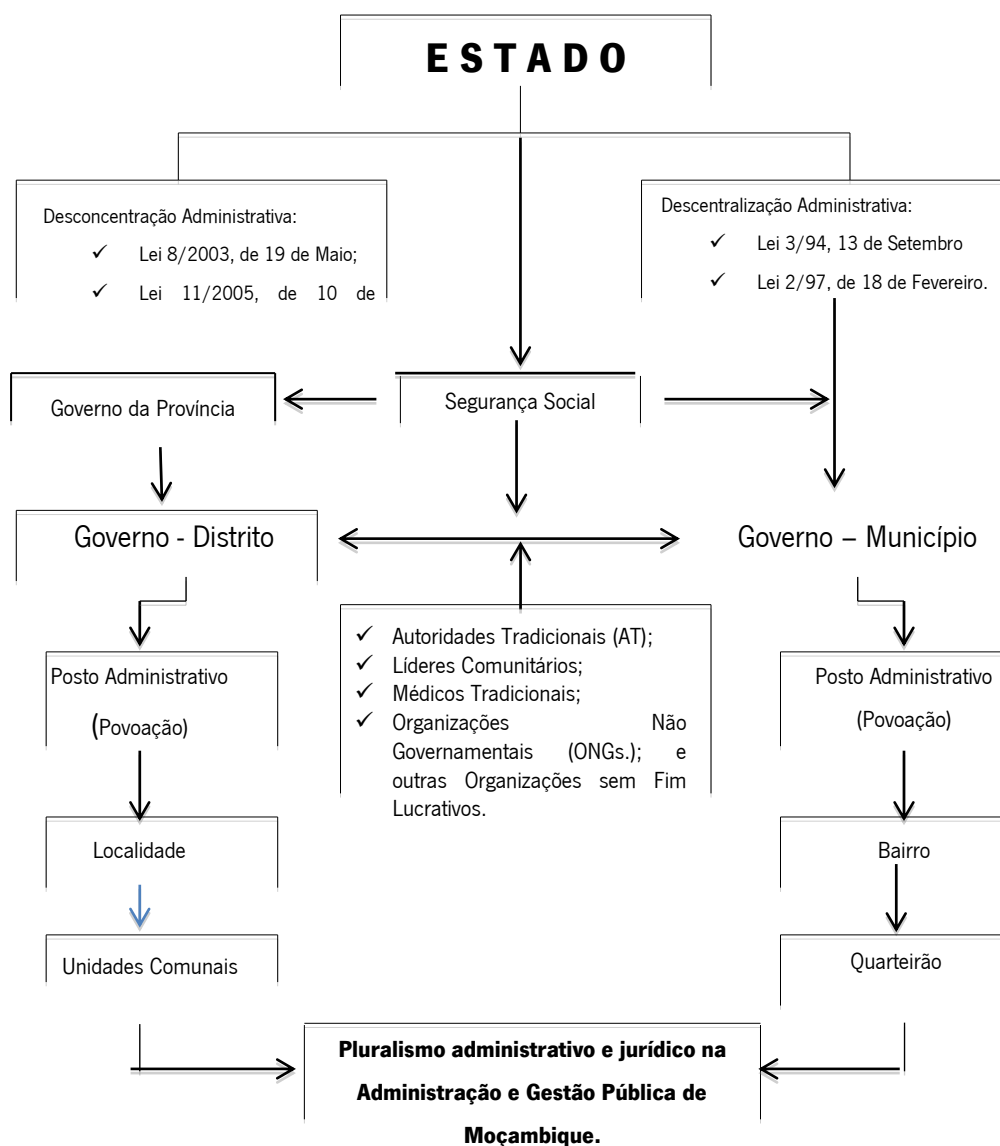 ESTADO
Desconcentração Administrativa:
✓ Lei 8/2003, de 19 de Maio;
✓ Lei 11/2005, de 10 de
Descentralização Administrativa:
✓ Lei 3/94, 13 de Setembro
✓ Lei 2/97, de 18 de Fevereiro.
Governo da Província
Segurança Social
Governo - Distrito
Governo – Município
✓ Autoridades Tradicionais (AT);
✓ Líderes Comunitários;
✓ Médicos Tradicionais;
✓ Organizações Não
Governamentais (ONGs.); e
outras Organizações sem Fim
Lucrativos.
Posto Administrativo
(Povoação)
Posto Administrativo
(Povoação)
Localidade
Bairro
Unidades Comunais
Quarteirão
Pluralismo administrativo e jurídico na
Administração e Gestão Pública de
Moçambique.